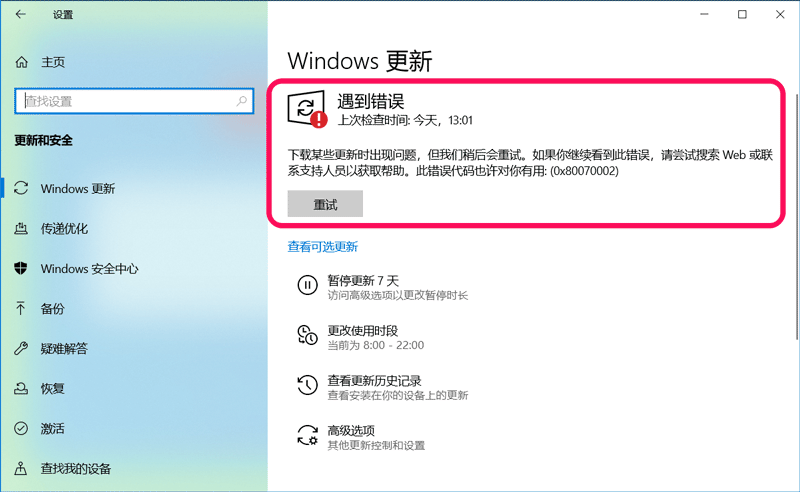 设置
主页
查找设置
更新和安全
Windows 更新
传递优化
Windows 安全中心
备份
疑难解答
恢复
激活
查找我的设备
Windows 更新
遇到错误
上次检查时间: 今天，13:01
下载某些更新时出现问题，但我们稍后会重试。如果你继续看到此错误，请尝试搜索 Web 或联
系支持人员以获取帮助。此错误代码也许对你有用: (0x80070002)
重试
查看可选更新
暂停更新 7 天
访问高级选项以更改暂停时长
更改使用时段
当前为 8:00 - 22:00
查看更新历史记录
查看安装在你的设备上的更新
高级选项
其他更新控制和设置